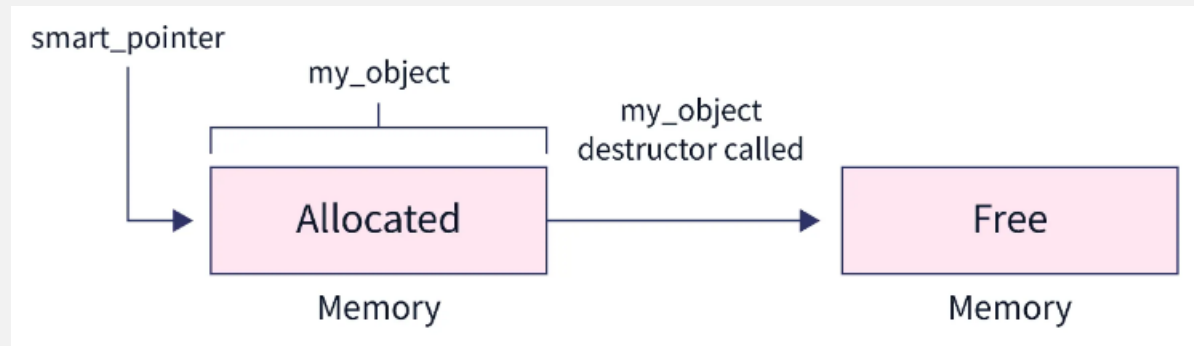 smart_pointer
my_object
my_object
destructor called
Allocated
Free
Memory
Memory